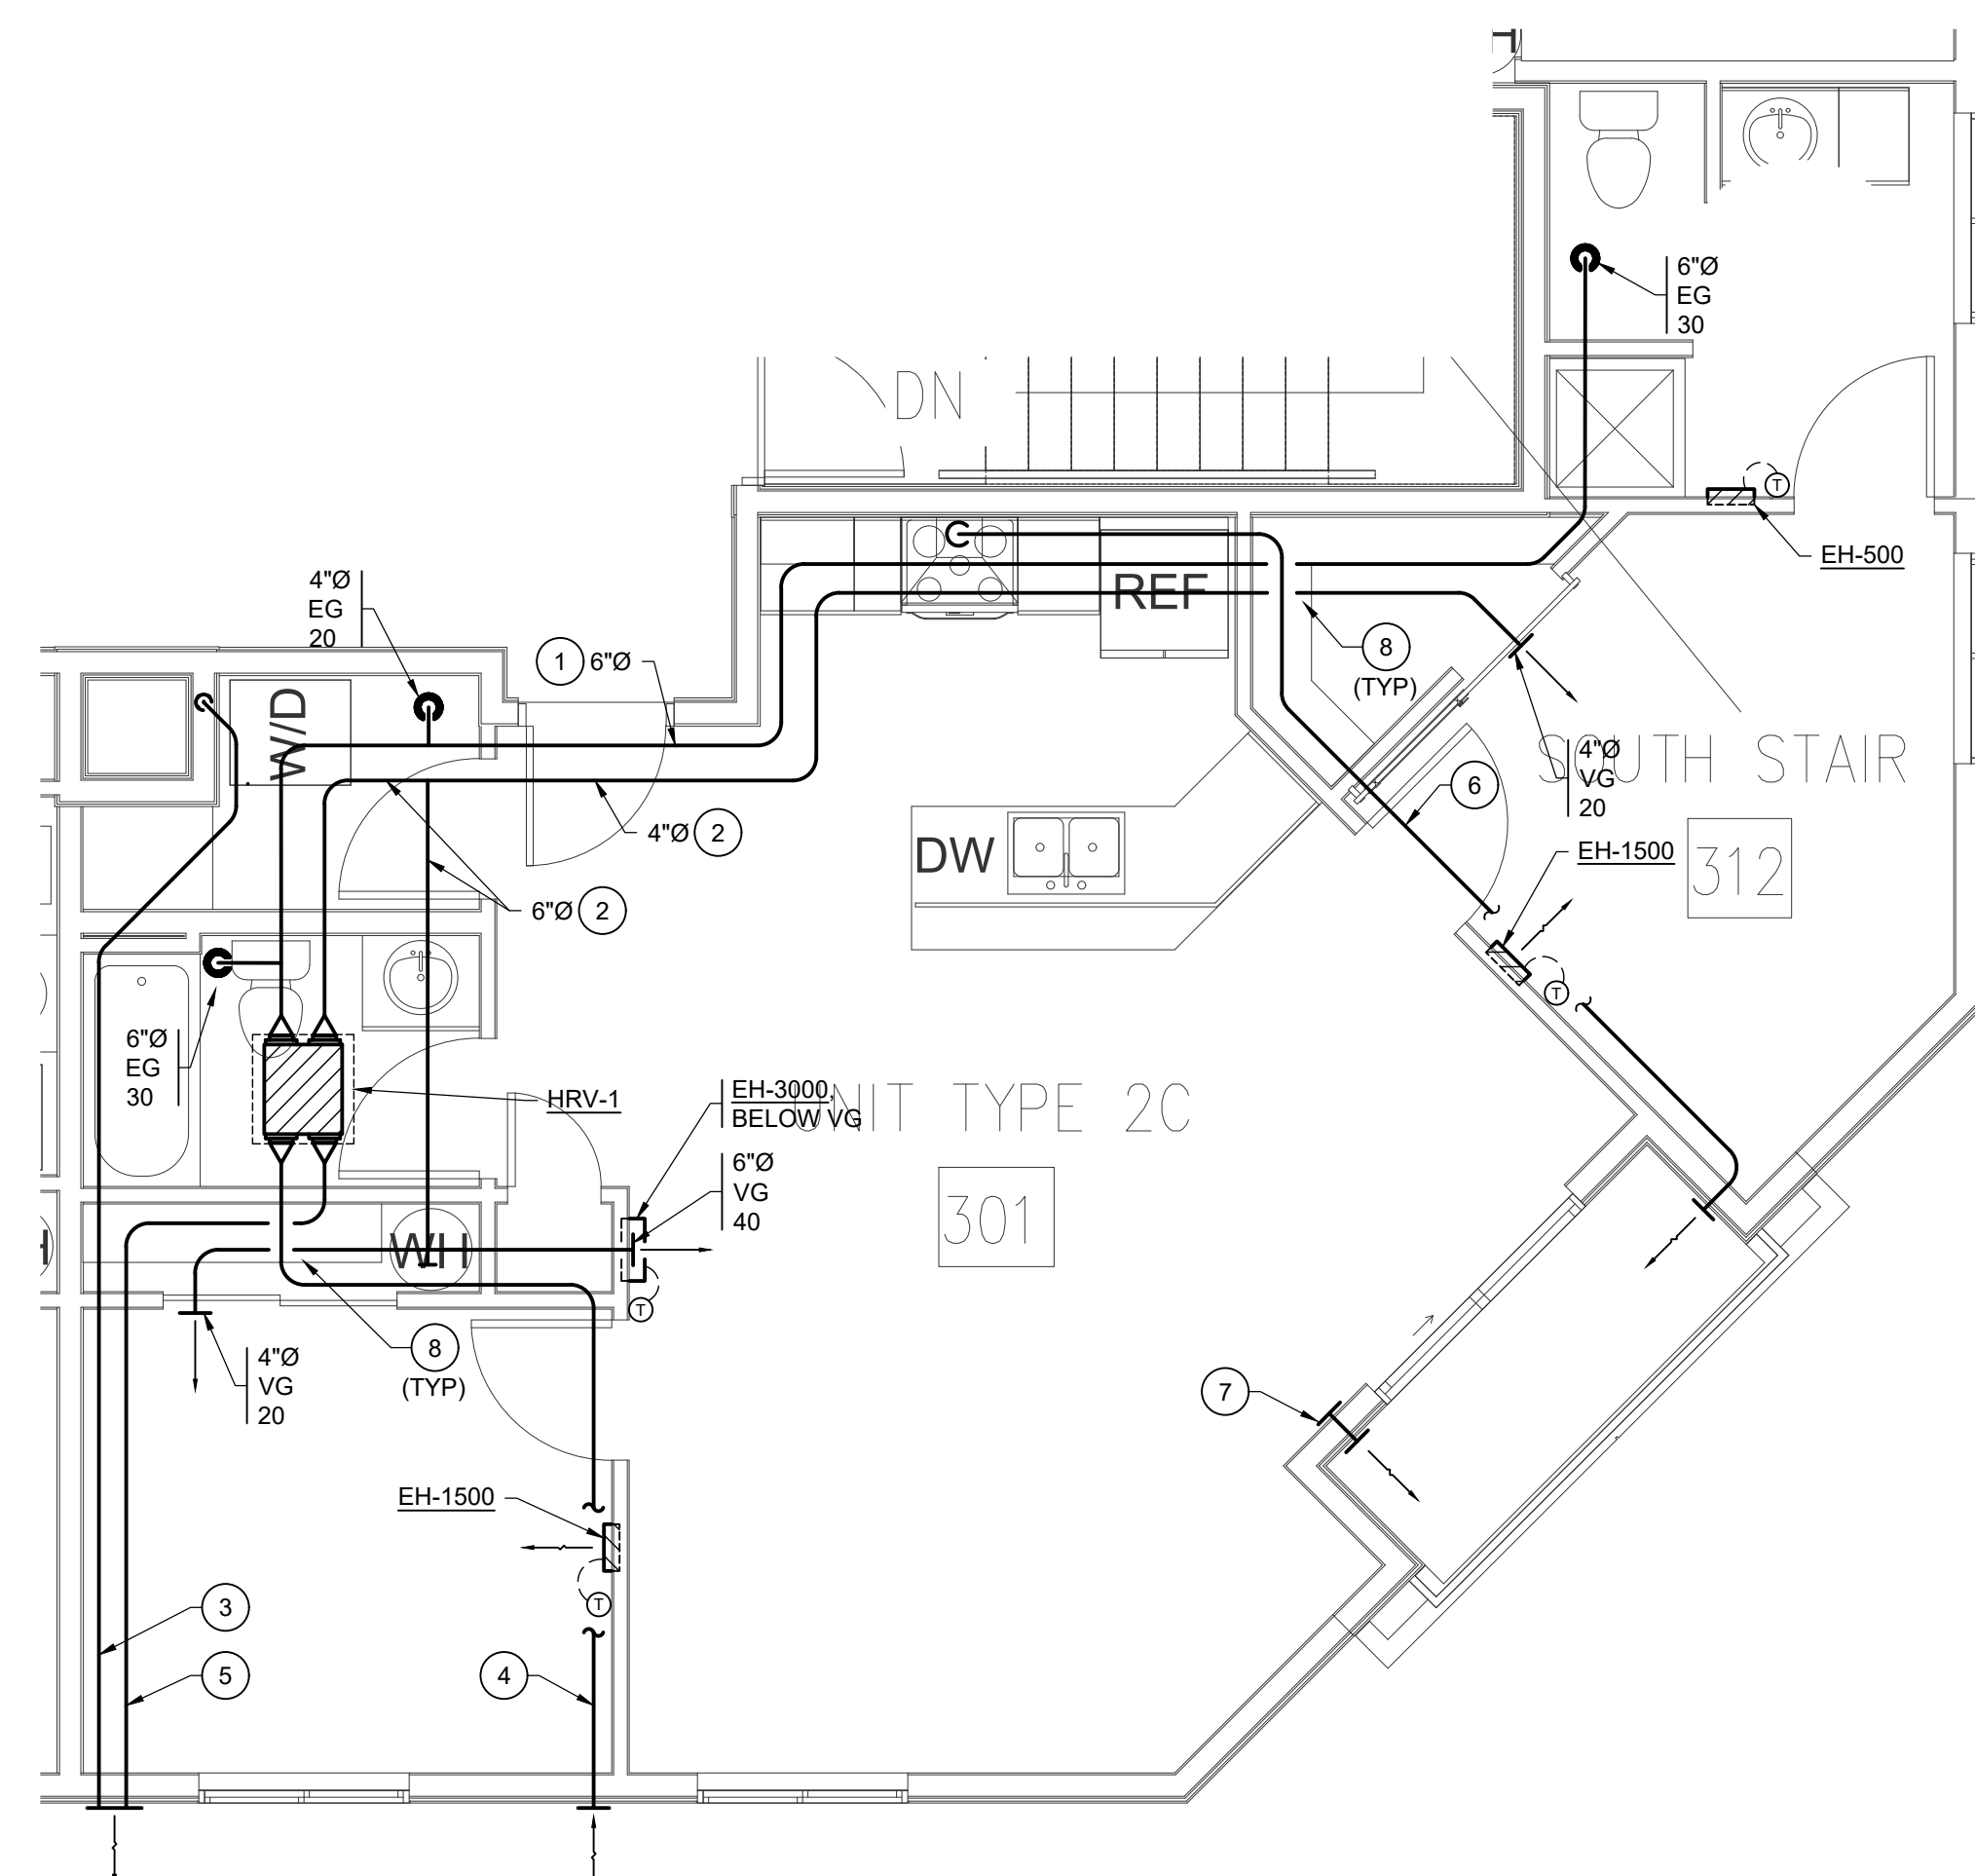 DN
6"Ø
EG
30
T
EH-500
REF
4"Ø
EG
20
1 6"Ø
8
(TYP)
W/D
SOUTH STAIR
4"Ø
VG
20
6
4"Ø 2
DW
EH-1500
312
6"Ø 2
T
6"Ø
EG
30
HRV-1
EH-3000,
BELOW VG
UNIT TYPE 2C
6"Ø
VG
40
301
WH
T
8
(TYP)
4"Ø
VG
20
7
EH-1500
T
3
5
4